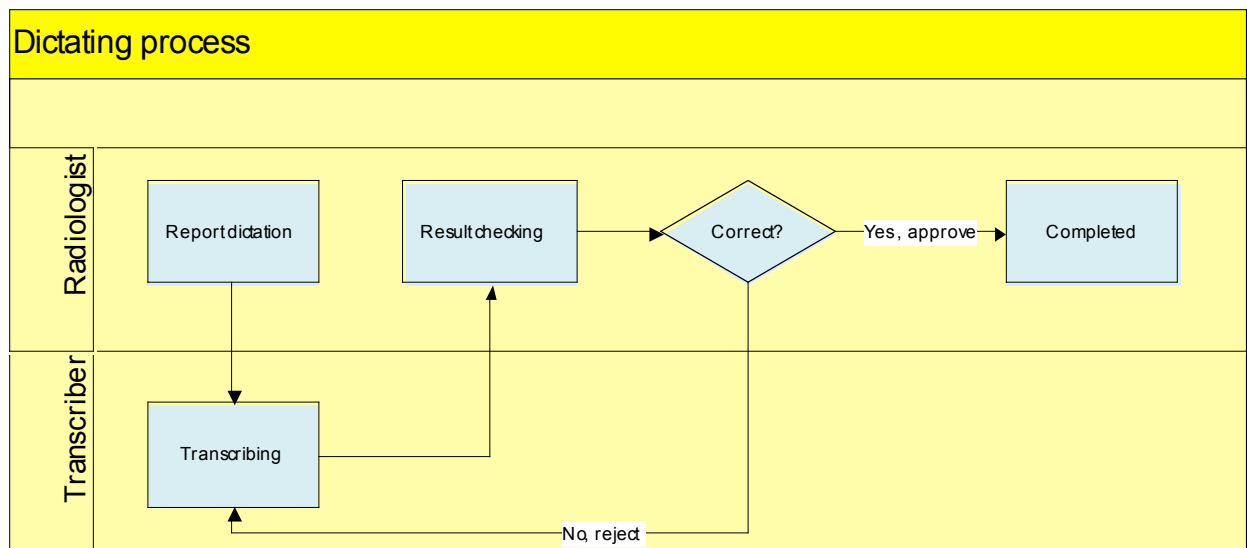 Dictating process
Radiologist
Report dictation
Result checking
Correct?
Yes, approve
Completed
Transcriber
Transcribing
No, reject